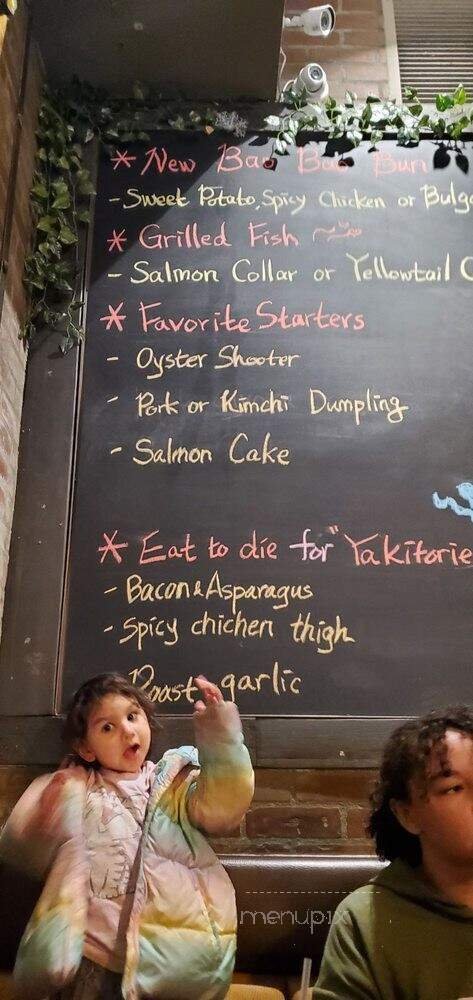 * New Bao Bao Bun
- Sweet Potato, Spicy Chicken or Bulg
* Grilled Fish
- Salmon Collar or Yellowtail C
* Favorite Starters
- Oyster Shooter
- Pork or Kimchi Dumpling
- Salmon Cake
* Eat to die for "Yakitorie
- Bacon & Asparagus
- Spicy chichen thigh
Roast garlic
menupix